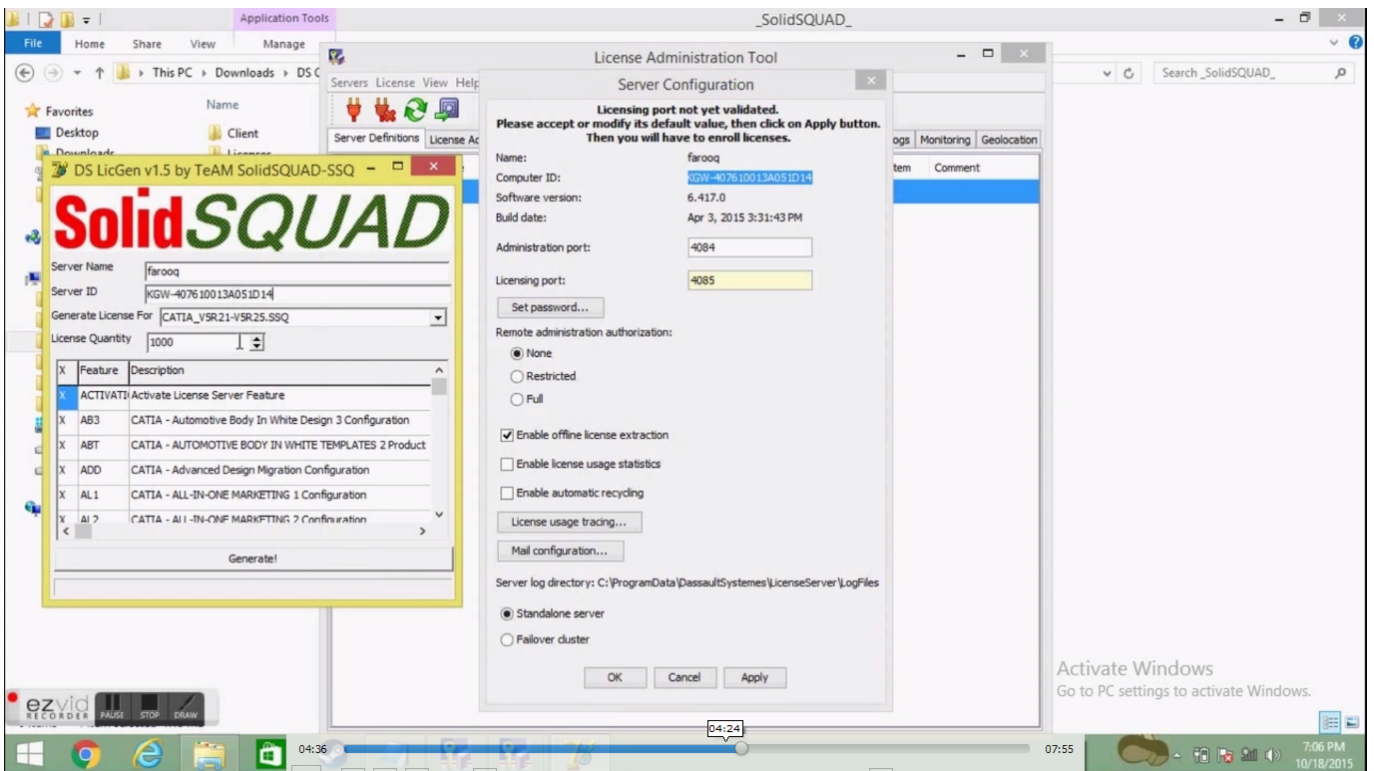 Application Tools
_SolidSQUAD_
File Home Share View Manage
This PC Downloads DS C
Search _SolidSQUAD_
Favorites
Desktop
Downloads
Name
Client
Licenses
License Administration Tool
Servers License View Help
Server Definitions License Ad
ogs Monitoring Geolocation
tem Comment
DS LicGen v1.5 by TeAM SolidSQUAD-SSQ
SolidSQUAD
Server Name farooq
Server ID KGW-407610013A051D14
Generate License For CATIA_V5R21-V5R25.SSQ
License Quantity 1000
X Feature Description
X ACTIVATI Activate License Server Feature
X AB3 CATIA - Automotive Body In White Design 3 Configuration
X ABT CATIA - AUTOMOTIVE BODY IN WHITE TEMPLATES 2 Product
X ADD CATIA - Advanced Design Migration Configuration
X AL1 CATIA - ALL-IN-ONE MARKETING 1 Configuration
X AL2 CATIA - ALL-IN-ONE MARKETING 2 Configuration
Generate!
Server Configuration
Licensing port not yet validated.
Please accept or modify its default value, then click on Apply button.
Then you will have to enroll licenses.
Name: farooq
Computer ID: KGW-407610013A051D14
Software version: 6.417.0
Build date: Apr 3, 2015 3:31:43 PM
Administration port: 4084
Licensing port: 4085
Set password...
Remote administration authorization:
None
Restricted
Full
Enable offline license extraction
Enable license usage statistics
Enable automatic recycling
License usage tracing...
Mail configuration...
Server log directory: C:\ProgramData\DassaultSystemes\LicenseServer\LogFiles
Standalone server
Failover cluster
OK Cancel Apply
Activate Windows
Go to PC settings to activate Windows.
ezvid
RECORDER PAUSE STOP DRAW
04:24
04:36
07:55
7:06 PM
10/18/2015